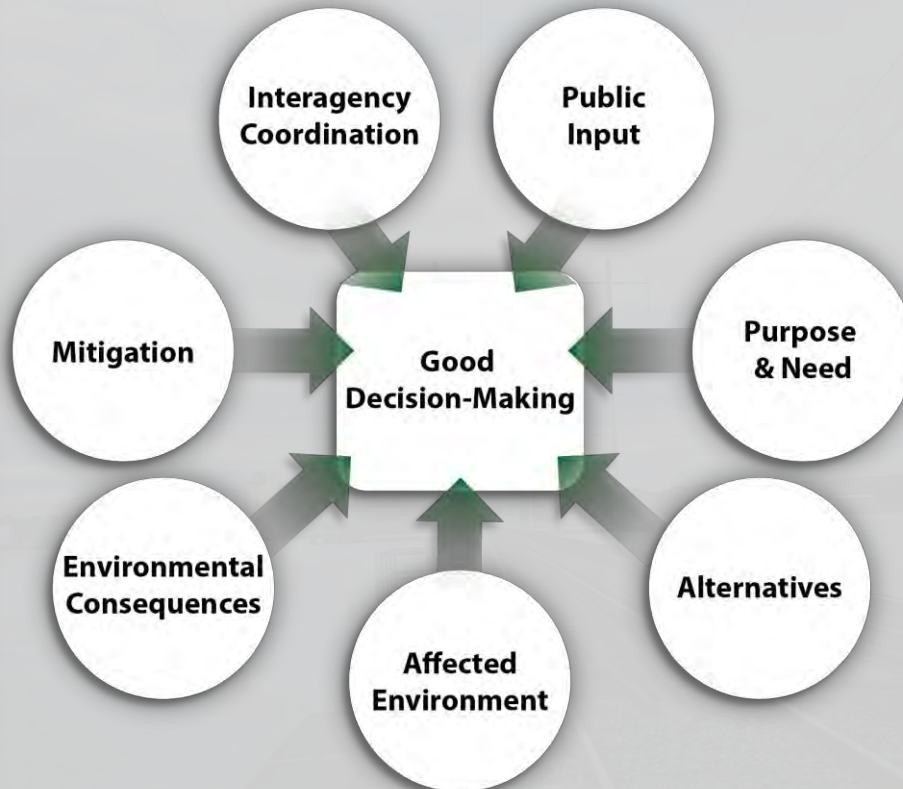 Interagency
Coordination
Public
Input
Mitigation
Good
Decision-Making
Purpose
& Need
Environmental
Consequences
Alternatives
Affected
Environment